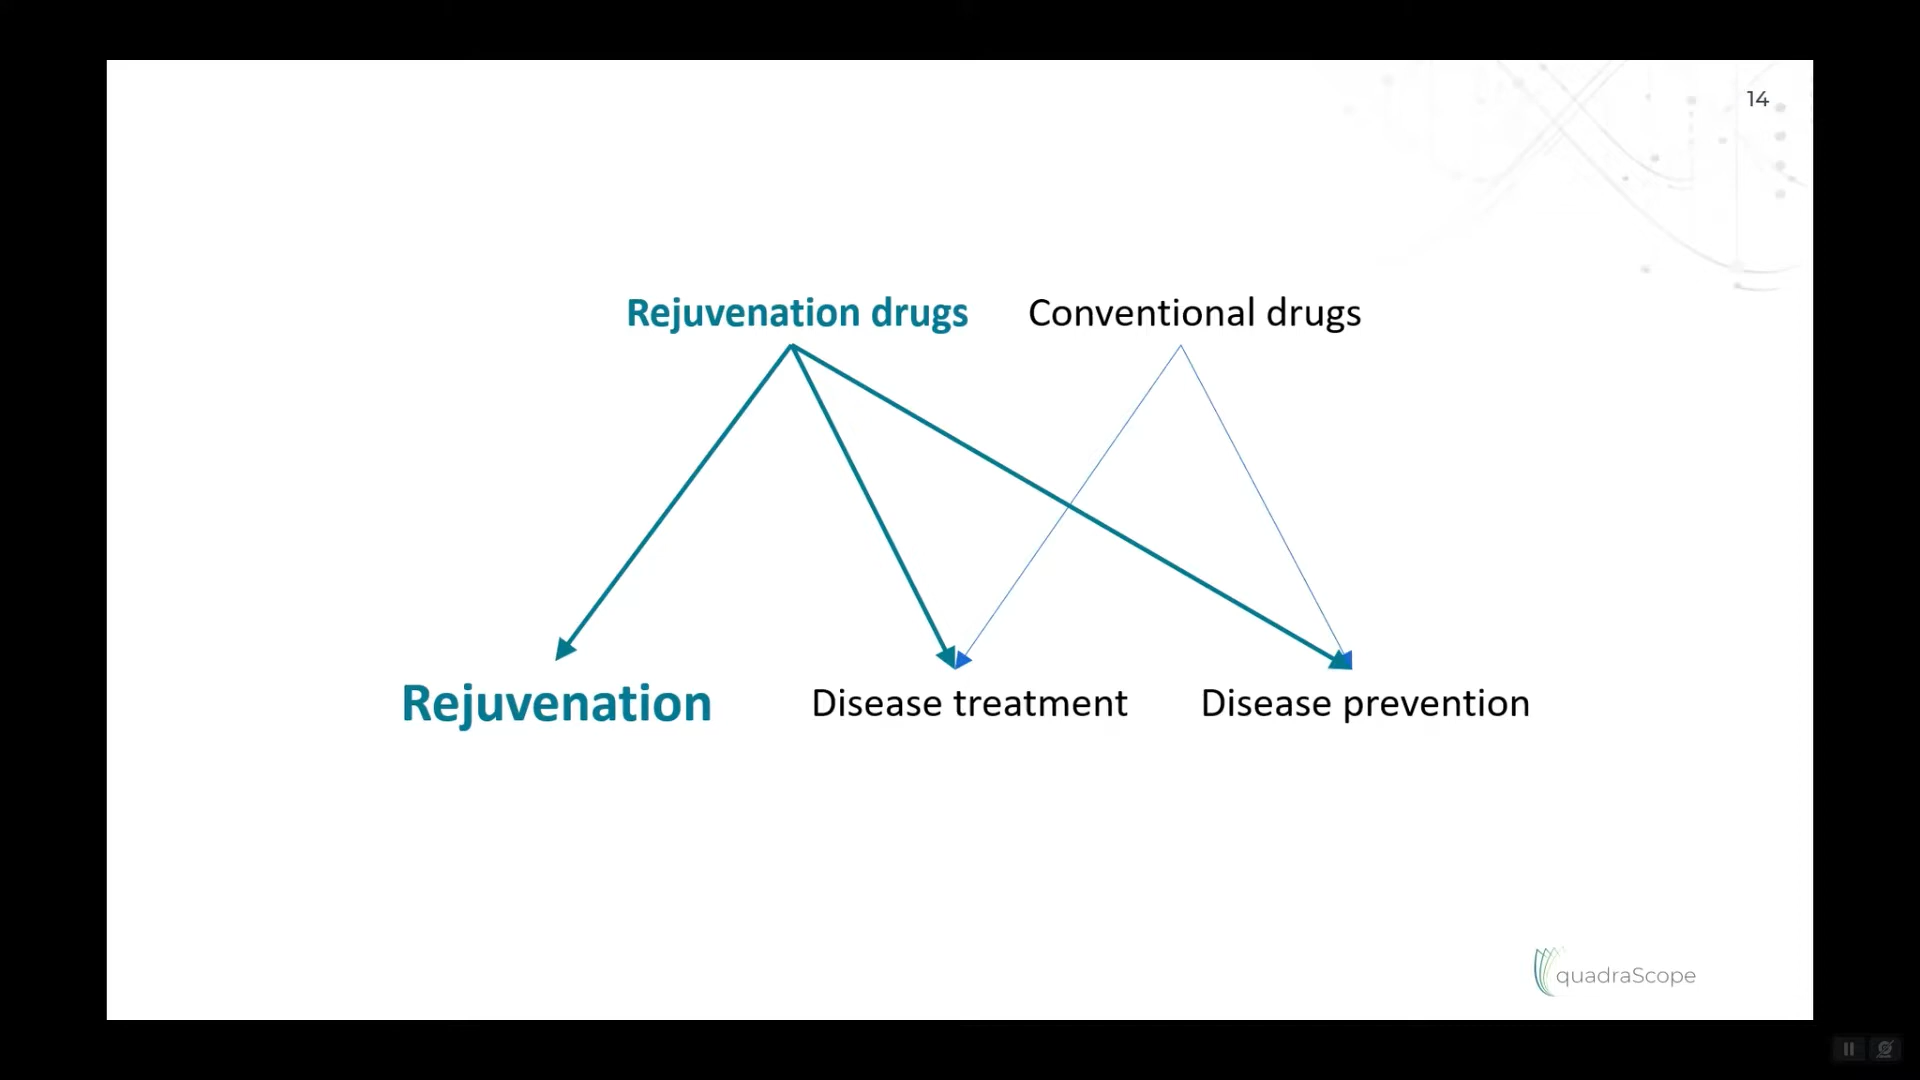 14
Rejuvenation drugs
Conventional drugs
Rejuvenation
Disease treatment
Disease prevention
quadraScope